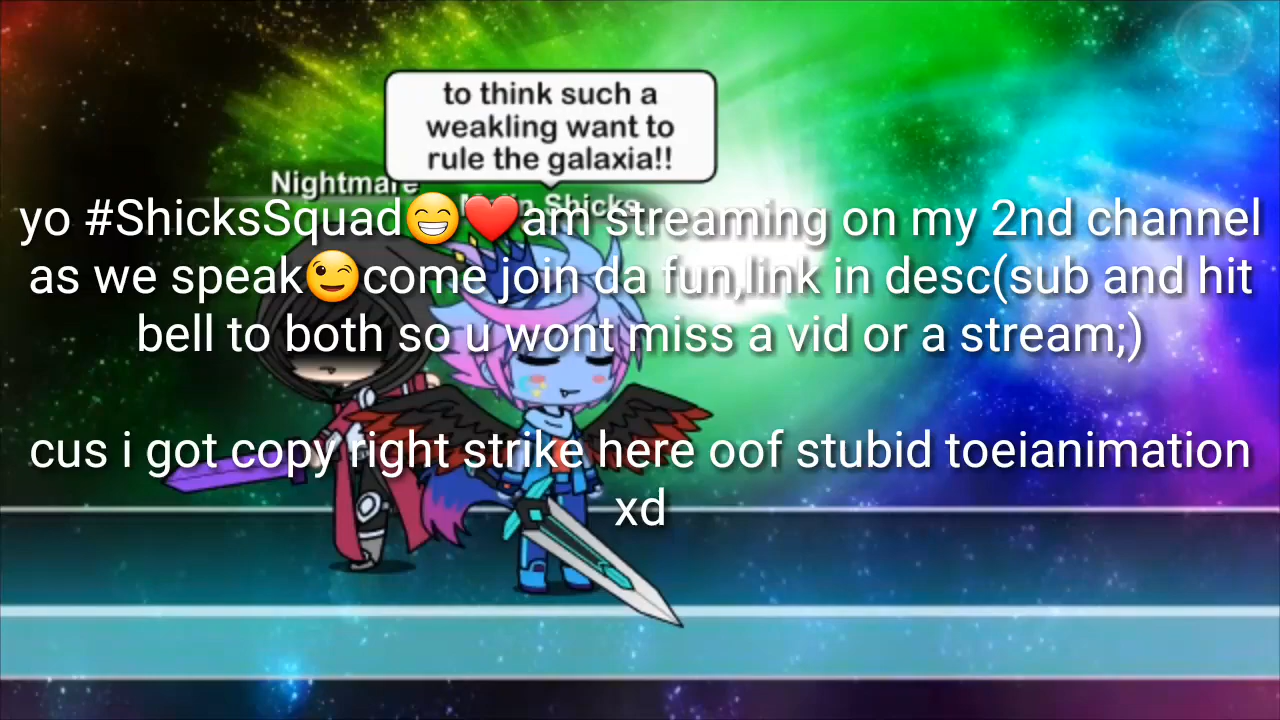 to think such a
weakling want to
rule the galaxia!!
Nightmare
Shicks
yo #ShicksSquad😁❤️am streaming on my 2nd channel
as we speak😉come join da fun,link in desc(sub and hit
bell to both so u wont miss a vid or a stream;)
cus i got copy right strike here oof stubid toeianimation
xd